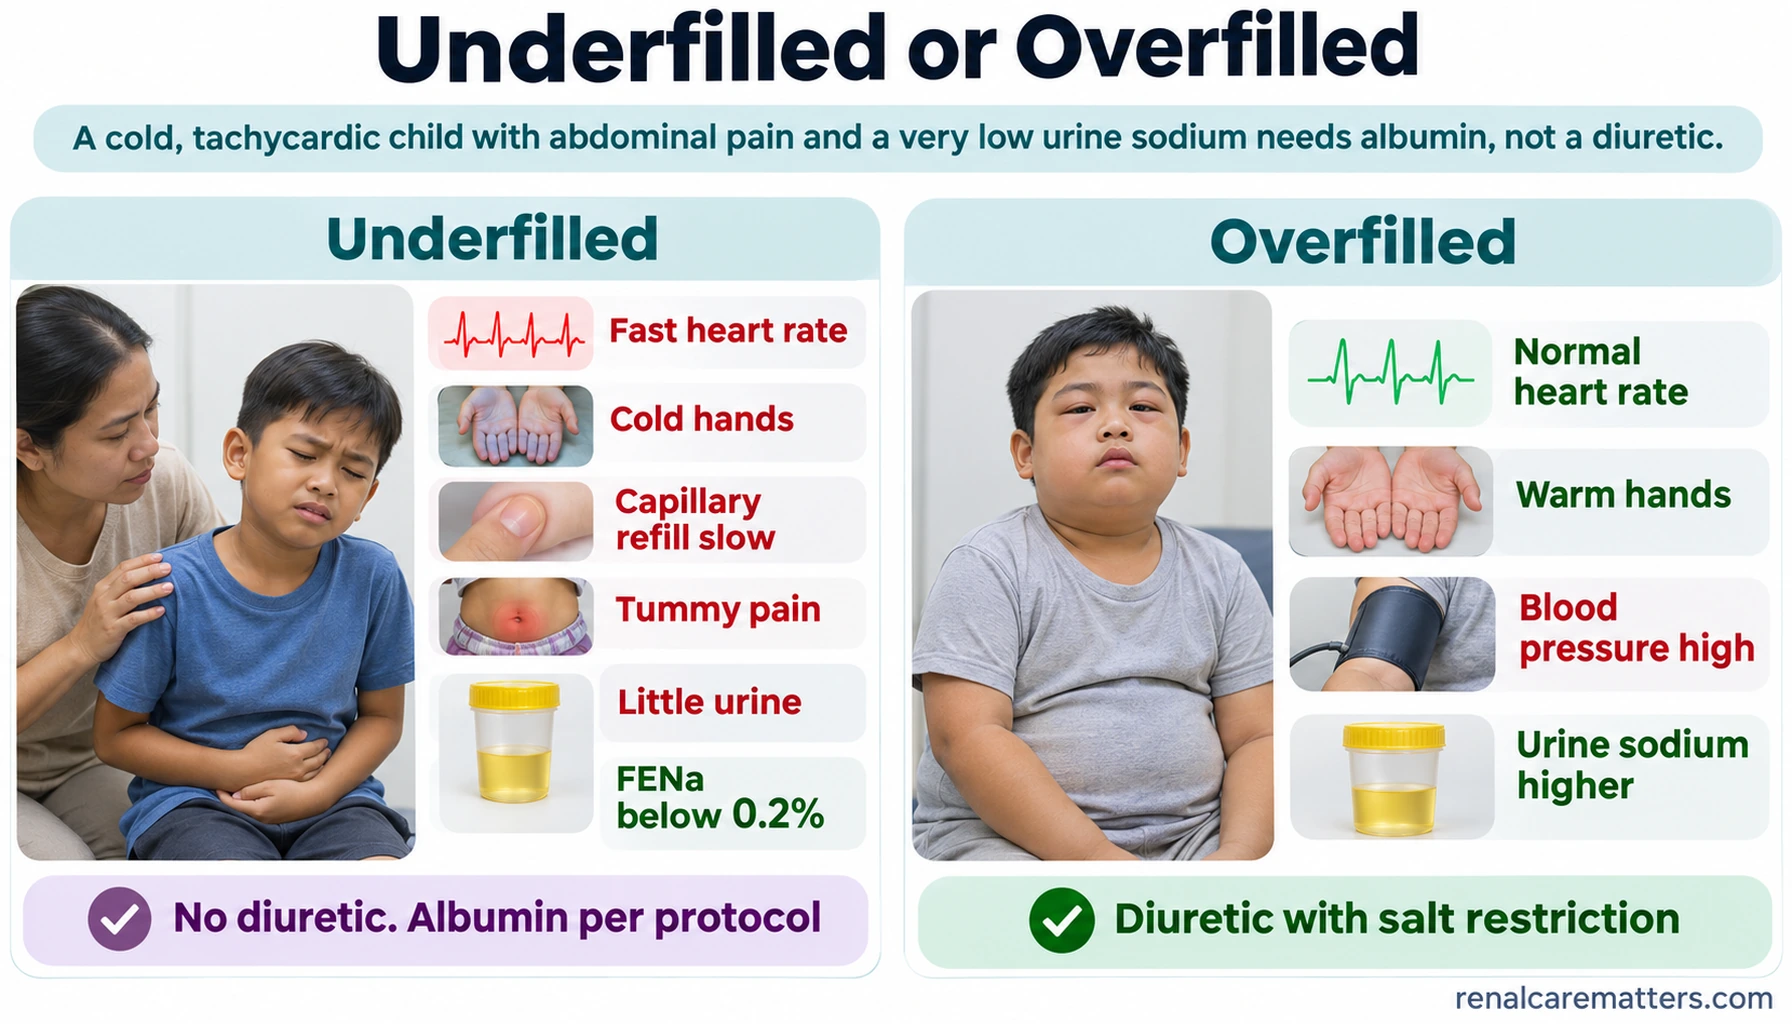 Underfilled or Overfilled
A cold, tachycardic child with abdominal pain and a very low urine sodium needs albumin, not a diuretic.
Underfilled
Fast heart rate
Cold hands
Capillary
refill slow
Tummy pain
Little urine
FENa
below 0.2%
No diuretic. Albumin per protocol
Overfilled
Normal
heart rate
Warm hands
Blood
pressure high
Urine sodium
higher
Diuretic with salt restriction
renalcarematters.com